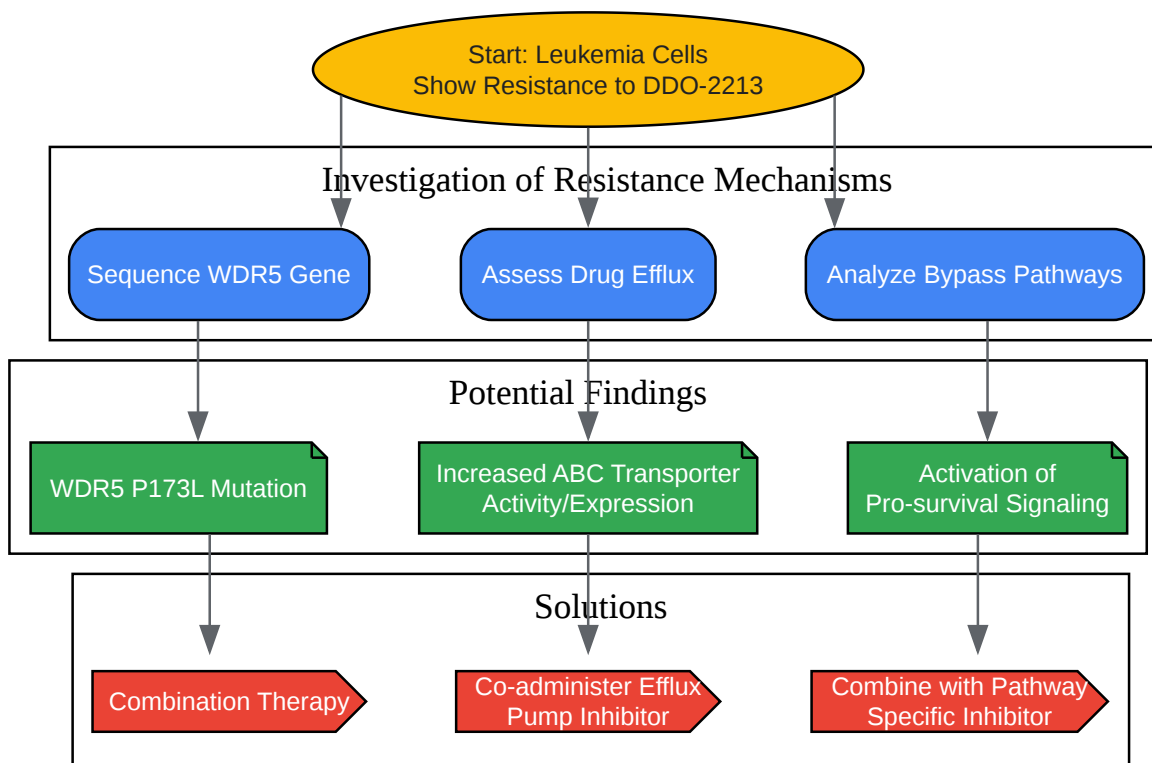 Start: Leukemia Cells
Show Resistance to DDO-2213
Investigation of Resistance Mechanisms
Sequence WDR5 Gene
Assess Drug Efflux
Analyze Bypass Pathways
Potential Findings
WDR5 P173L Mutation
Increased ABC Transporter
Activity/Expression
Activation of
Pro-survival Signaling
Solutions
Combination Therapy
Co-administer Efflux
Pump Inhibitor
Combine with Pathway
Specific Inhibitor